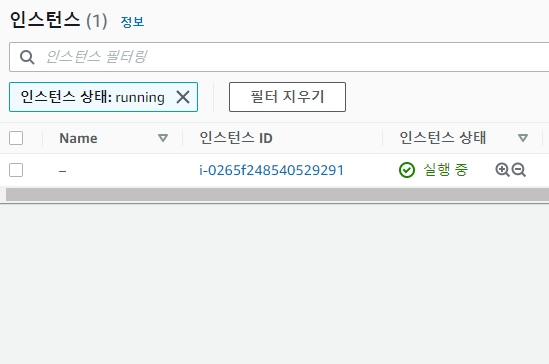 인스턴스 (1) 정보
인스턴스 필터링
인스턴스 상태: running
필터 지우기
Name 인스턴스 ID 인스턴스 상태
– i-0265f248540529291 실행 중